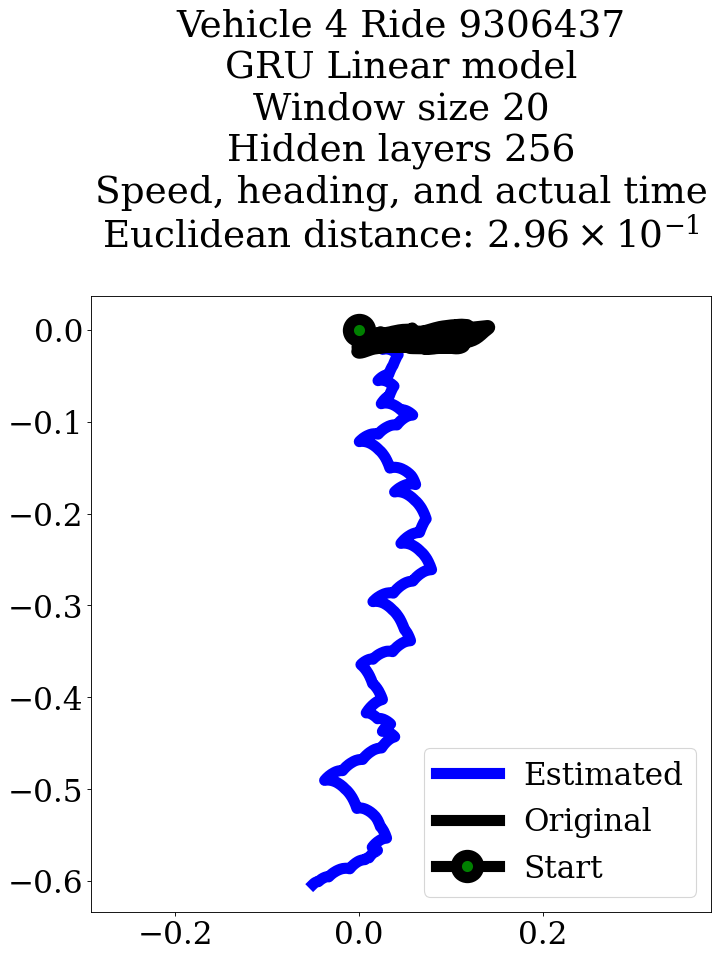 Vehicle 4 Ride 9306437
GRU Linear model
Window size 20
Hidden layers 256
Speed, heading, and actual time
Euclidean distance: 2.96 × 10⁻¹
0.0
−0.1
−0.2
−0.3
−0.4
−0.5
−0.6
Estimated
Original
Start
−0.2 0.0 0.2